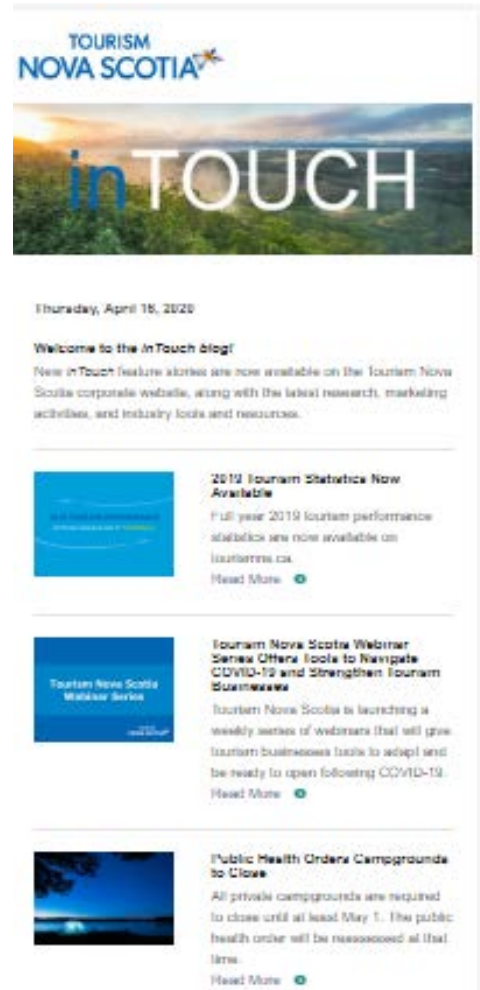 TOURISM
NOVA SCOTIA
inTOUCH
Thursday, April 16, 2020
Welcome to the inTouch blog!
New inTouch feature stories are now available on the Tourism Nova
Scotia corporate website, along with the latest research, marketing
activities, and industry tools and resources.
2019 Tourism Statistics Now
Available
Full year 2019 tourism performance
statistics are now available on
tourismns.ca.
Read More
Tourism Nova Scotia
Webinar Series
Tourism Nova Scotia Webinar
Series Offers Tools to Navigate
COVID-19 and Strengthen Tourism
Businesses
Tourism Nova Scotia is launching a
weekly series of webinars that will give
tourism businesses tools to adapt and
be ready to open following COVID-19.
Read More
Public Health Orders Campgrounds
to Close
All private campgrounds are required
to close until at least May 1. The public
health order will be reassessed at that
time.
Read More